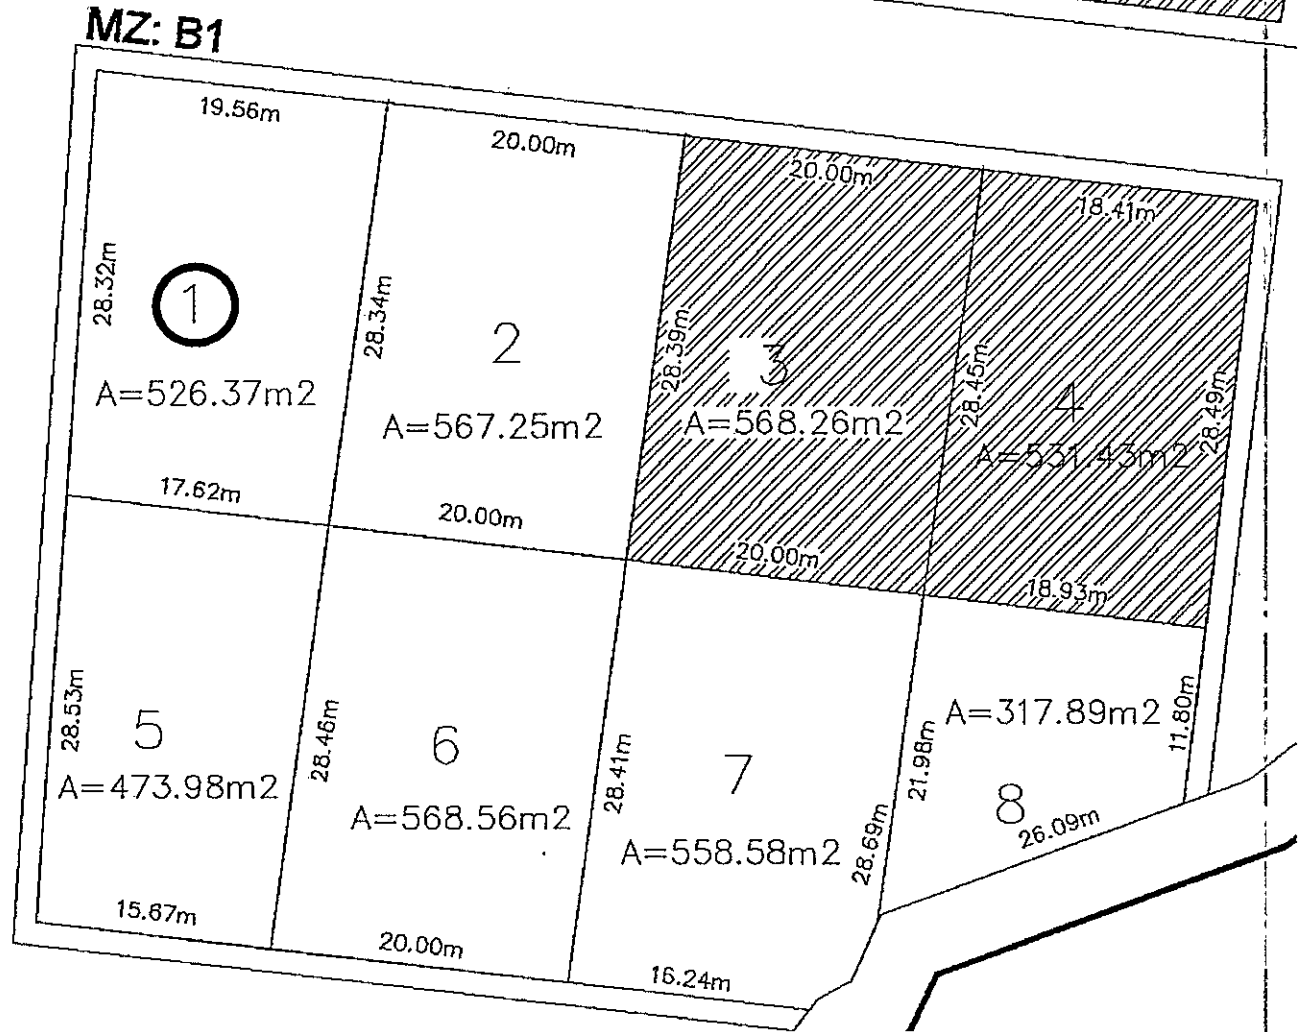 MZ: B1
19.56m
20.00m
20.00m
18.41m
28.32m
1
A=526.37m2
28.34m
2
A=567.25m2
28.39m
3
A=568.26m2
28.45m
4
A=531.43m2
28.49m
17.62m
20.00m
20.00m
18.93m
28.53m
5
A=473.98m2
28.46m
6
A=568.56m2
28.41m
7
A=558.58m2
28.69m
21.98m
A=317.89m2
8
11.80m
26.09m
15.67m
20.00m
16.24m